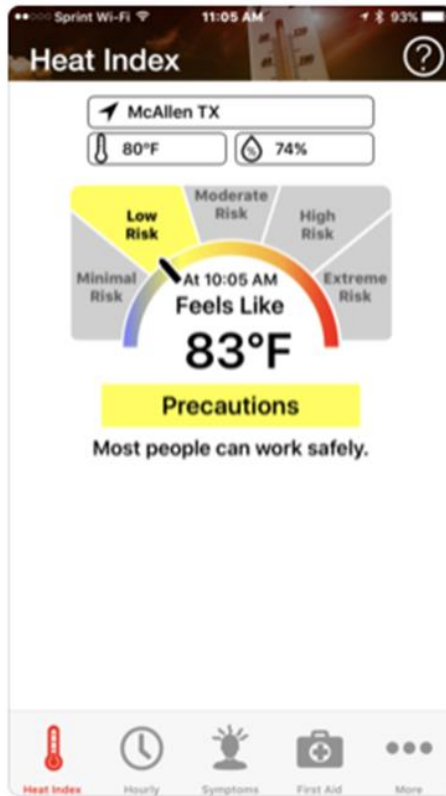 Sprint Wi-Fi 11:05 AM 93%
Heat Index ?
McAllen TX
80°F % 74%
Moderate
Risk
Low
Risk
High
Risk
Minimal
Risk
Extreme
Risk
At 10:05 AM
Feels Like
83°F
Precautions
Most people can work safely.
Heat Index Hourly Symptoms First Aid More